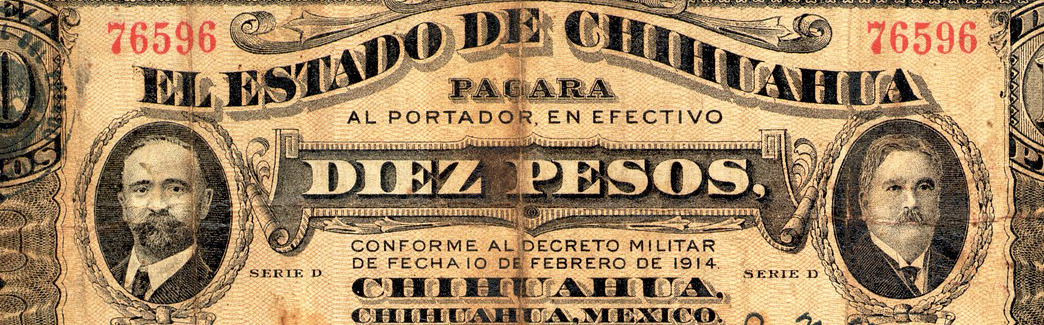 76596 76596
EL ESTADO DE CHIHUAHUA
PAGARA
AL PORTADOR, EN EFECTIVO
DIEZ PESOS,
CONFORME AL DECRETO MILITAR
DE FECHA 10 DE FEBRERO DE 1914.
SERIE D SERIE D
CHIHUAHUA.
CHIHUAHUA, MEXICO.